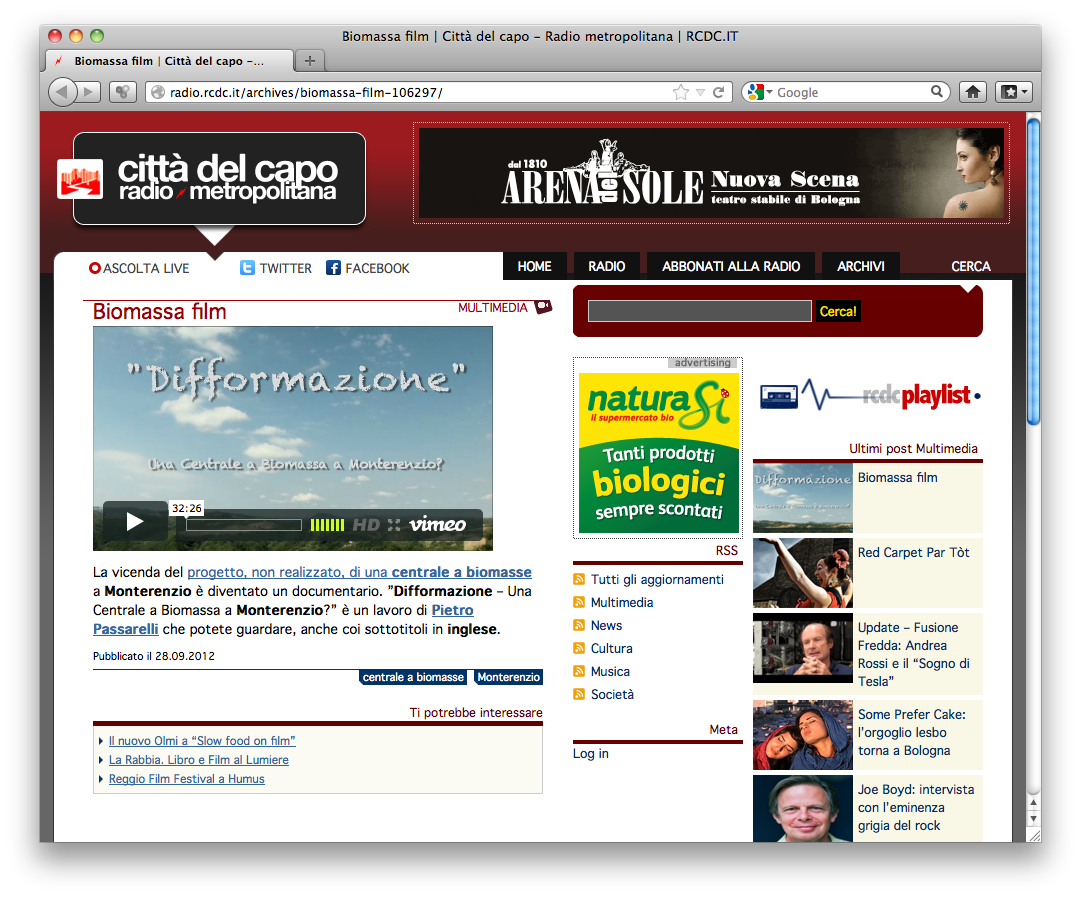 Biomassa film | Città del capo – Radio metropolitana | RCDC.IT
Biomassa film | Città del capo –...
radio.rcdc.it/archives/biomassa-film-106297/
Google
città del capo
radio metropolitana
dal 1810
ARENA del SOLE
Nuova Scena
teatro stabile di Bologna
ASCOLTA LIVE
TWITTER
FACEBOOK
HOME
RADIO
ABBONATI ALLA RADIO
ARCHIVI
CERCA
Cerca!
Biomassa film
MULTIMEDIA
"Difformazione"
Una Centrale a Biomassa a Monterenzio?
32:26
HD
vimeo
La vicenda del progetto, non realizzato, di una centrale a biomasse
a Monterenzio è diventato un documentario. "Difformazione – Una
Centrale a Biomassa a Monterenzio?" è un lavoro di Pietro
Passarelli che potete guardare, anche coi sottotitoli in inglese.
Pubblicato il 28.09.2012
centrale a biomasse
Monterenzio
Ti potrebbe interessare
Il nuovo Olmi a “Slow food on film”
La Rabbia. Libro e Film al Lumiere
Reggio Film Festival a Humus
advertising
natura Sì
il supermercato bio
Tanti prodotti
biologici
sempre scontati
RSS
Tutti gli aggiornamenti
Multimedia
News
Cultura
Musica
Società
Meta
Log in
rcdc playlist
Ultimi post Multimedia
Difformazione
Una Centrale a Biomassa a Monterenzio?
Biomassa film
Red Carpet Par Tòt
Update – Fusione
Fredda: Andrea
Rossi e il “Sogno di
Tesla”
Some Prefer Cake:
l’orgoglio lesbo
torna a Bologna
Joe Boyd: intervista
con l’eminenza
grigia del rock